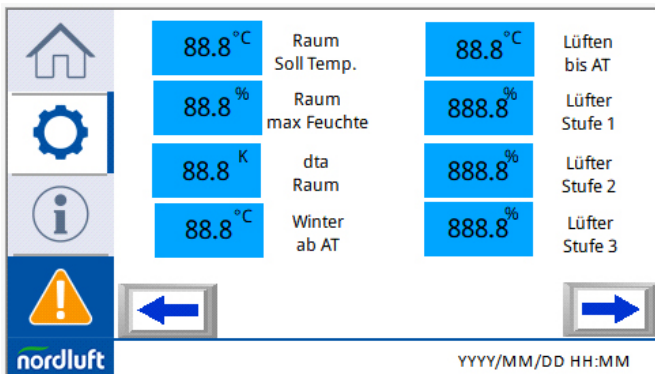 88.8 °C Raum Soll Temp.
88.8 °C Lüften bis AT
88.8 % Raum max Feuchte
888.8 % Lüfter Stufe 1
88.8 K dta Raum
888.8 % Lüfter Stufe 2
88.8 °C Winter ab AT
888.8 % Lüfter Stufe 3
nordluft
YYYY/MM/DD HH:MM